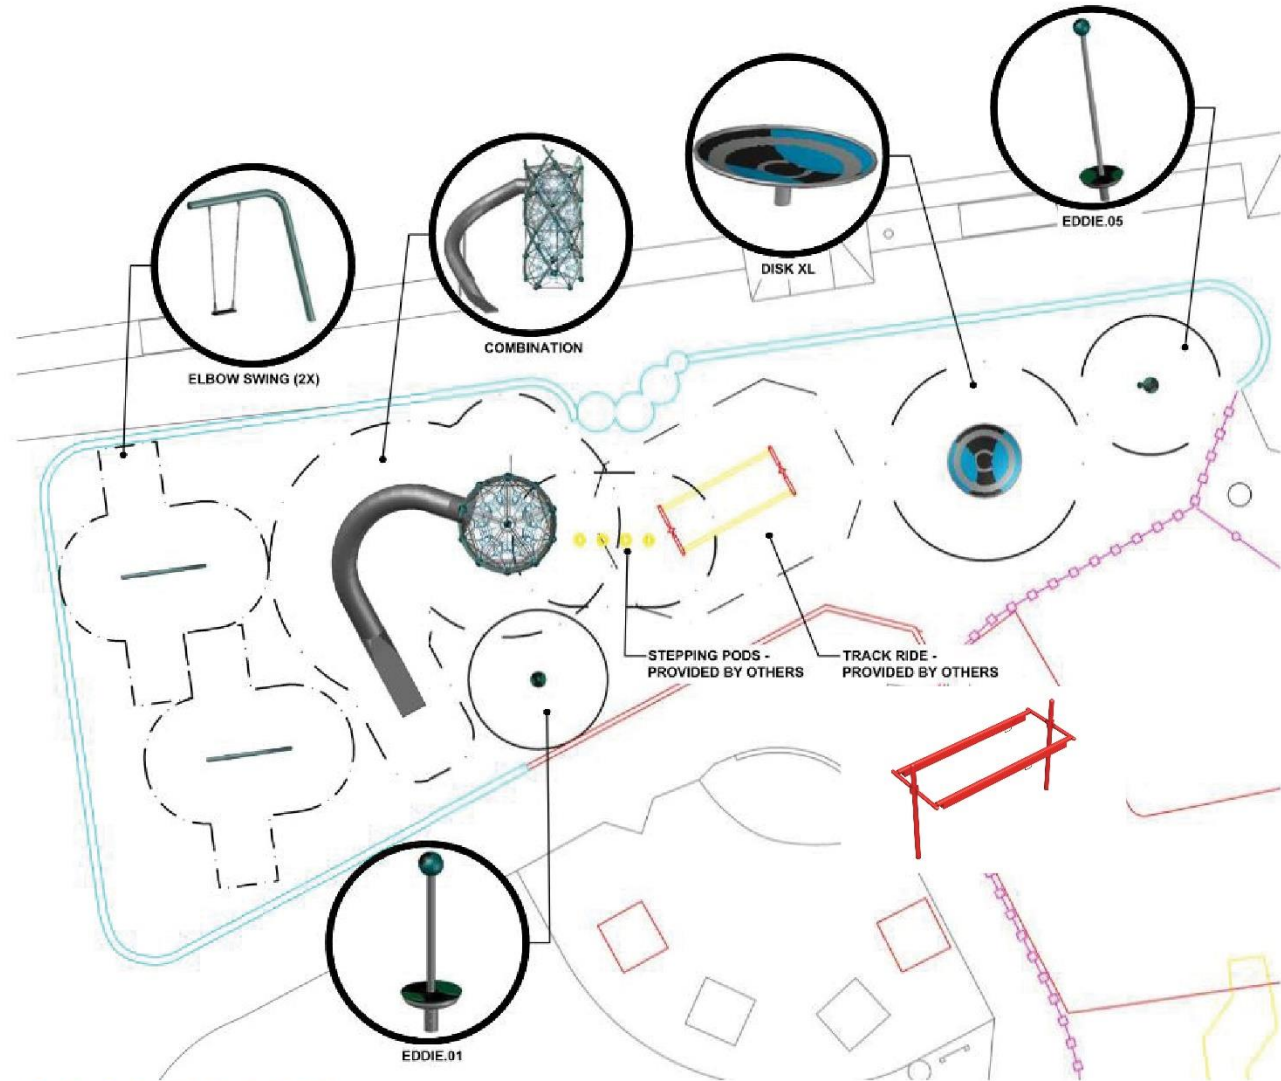 EDDIE.05
DISK XL
COMBINATION
ELBOW SWING (2X)
STEPPING PODS -
PROVIDED BY OTHERS
TRACK RIDE -
PROVIDED BY OTHERS
EDDIE.01